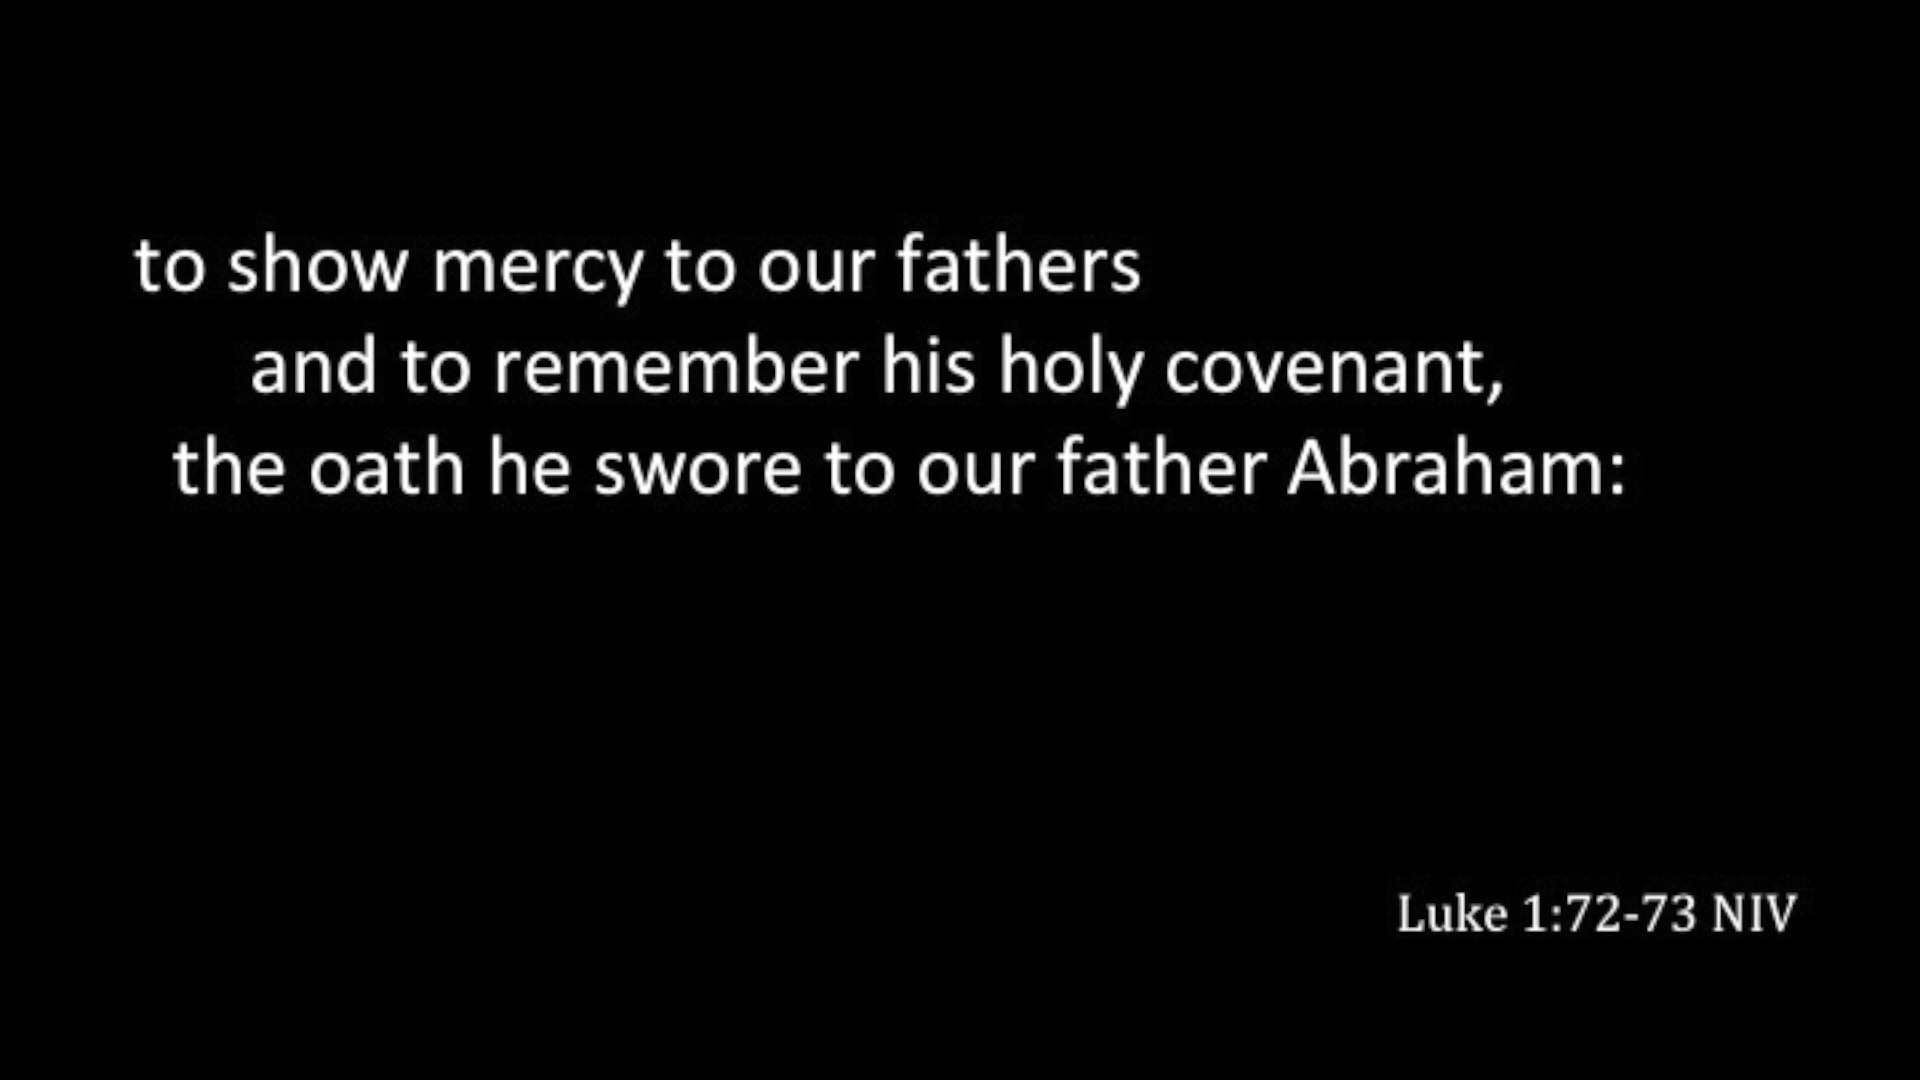 to show mercy to our fathers
and to remember his holy covenant,
the oath he swore to our father Abraham:
Luke 1:72-73 NIV